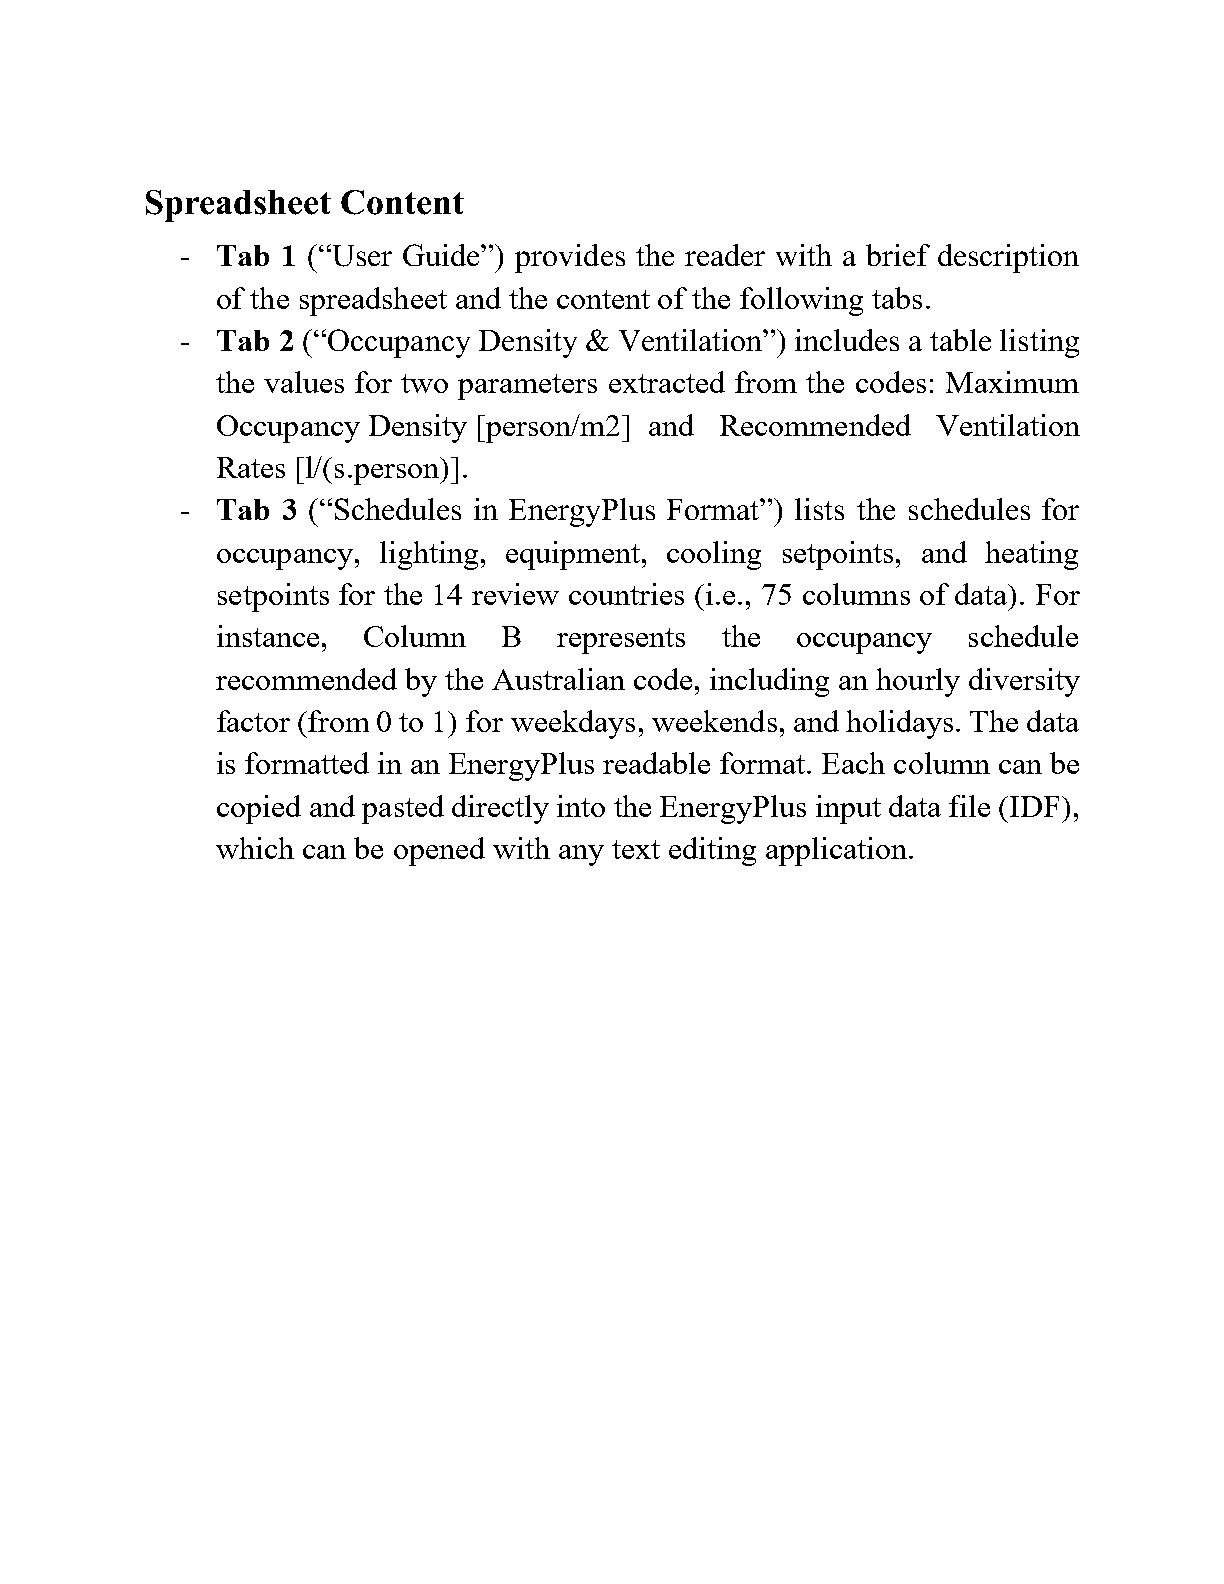 Spreadsheet Content
- Tab 1 (“User Guide”) provides the reader with a brief description
of the spreadsheet and the content of the following tabs.
- Tab 2 (“Occupancy Density & Ventilation”) includes a table listing
the values for two parameters extracted from the codes: Maximum
Occupancy Density [person/m2] and Recommended Ventilation
Rates [l/(s.person)].
- Tab 3 (“Schedules in EnergyPlus Format”) lists the schedules for
occupancy, lighting, equipment, cooling setpoints, and heating
setpoints for the 14 review countries (i.e., 75 columns of data). For
instance, Column B represents the occupancy schedule
recommended by the Australian code, including an hourly diversity
factor (from 0 to 1) for weekdays, weekends, and holidays. The data
is formatted in an EnergyPlus readable format. Each column can be
copied and pasted directly into the EnergyPlus input data file (IDF),
which can be opened with any text editing application.